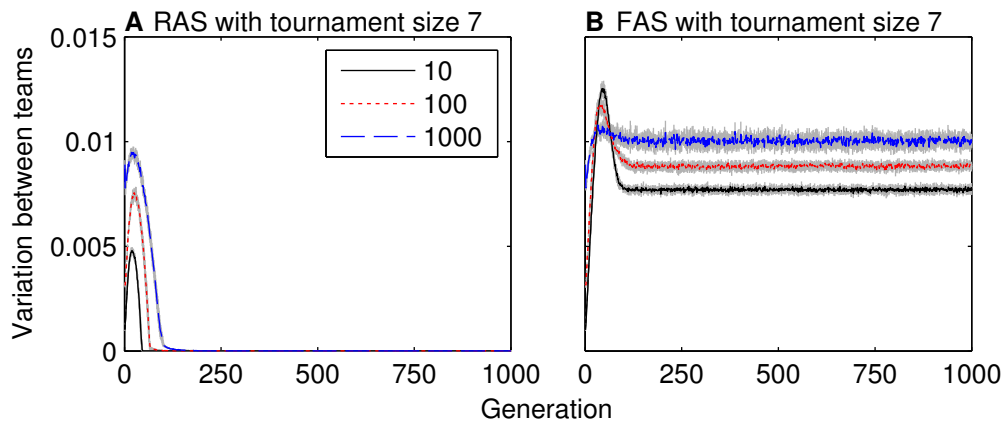 A RAS with tournament size 7
B FAS with tournament size 7
Variation between teams
0.015
0.01
0.005
0
10
100
1000
0 250 500 750 1000
0 250 500 750 1000
Generation